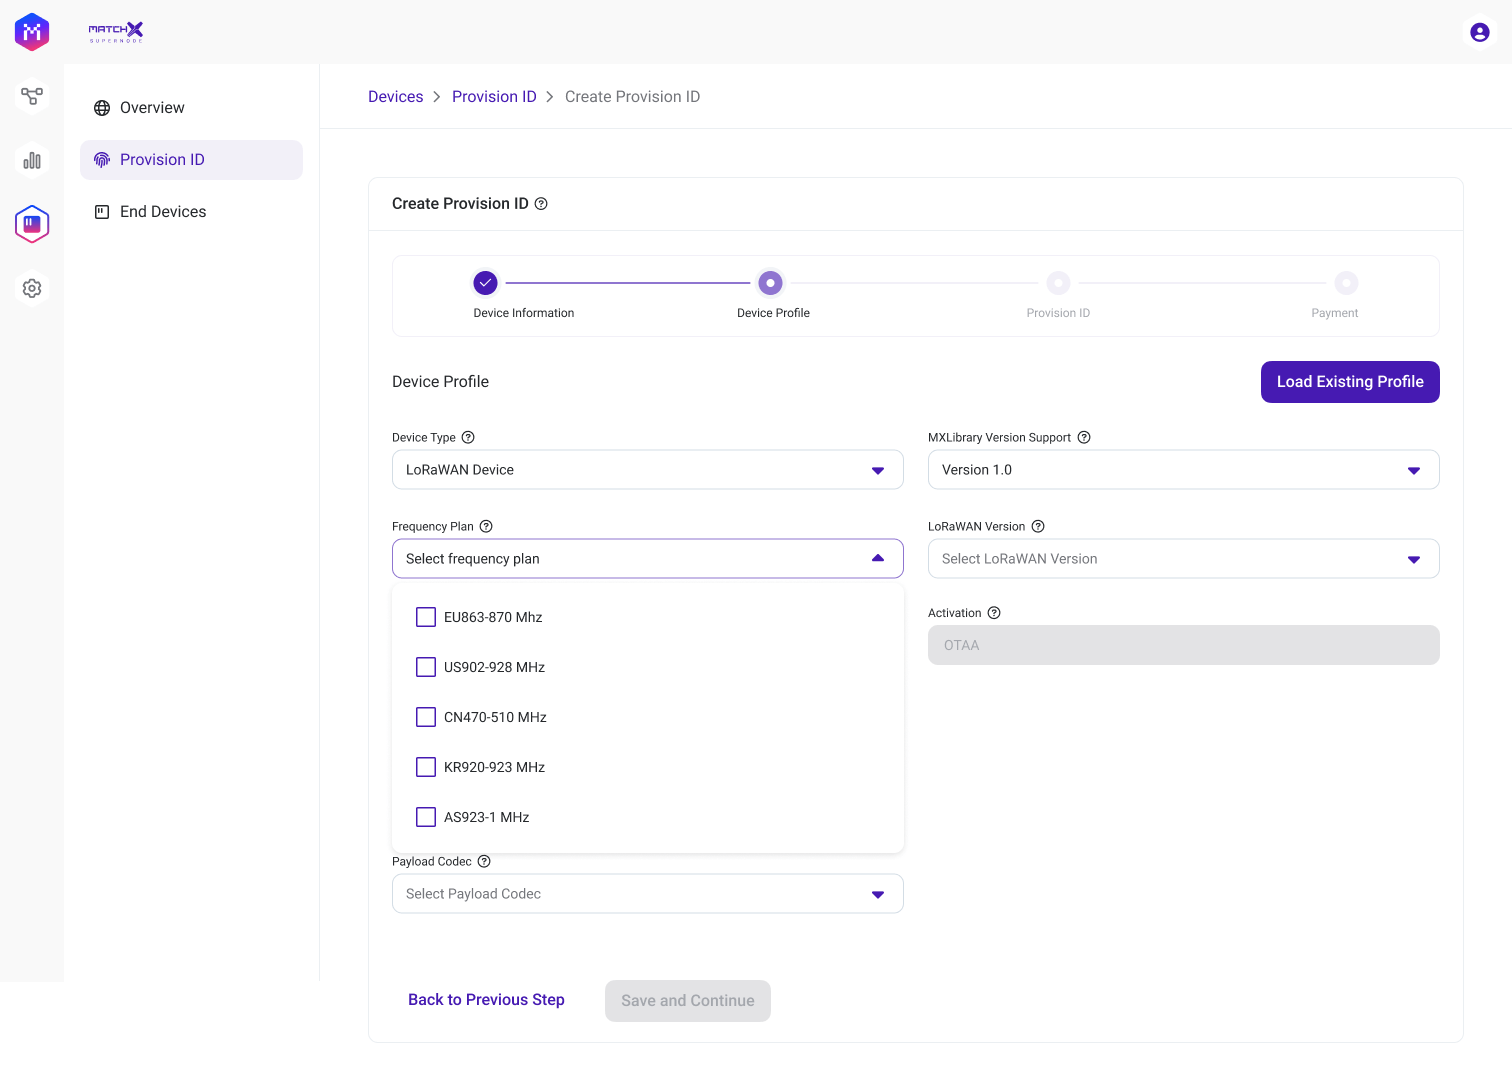 MATCHX
SUPERNODE
Overview
Provision ID
End Devices
Devices > Provision ID > Create Provision ID
Create Provision ID
Device Information
Device Profile
Provision ID
Payment
Device Profile
Load Existing Profile
Device Type
LoRaWAN Device
MXLibrary Version Support
Version 1.0
Frequency Plan
Select frequency plan
EU863-870 Mhz
US902-928 MHz
CN470-510 MHz
KR920-923 MHz
AS923-1 MHz
LoRaWAN Version
Select LoRaWAN Version
Activation
OTAA
Payload Codec
Select Payload Codec
Back to Previous Step
Save and Continue